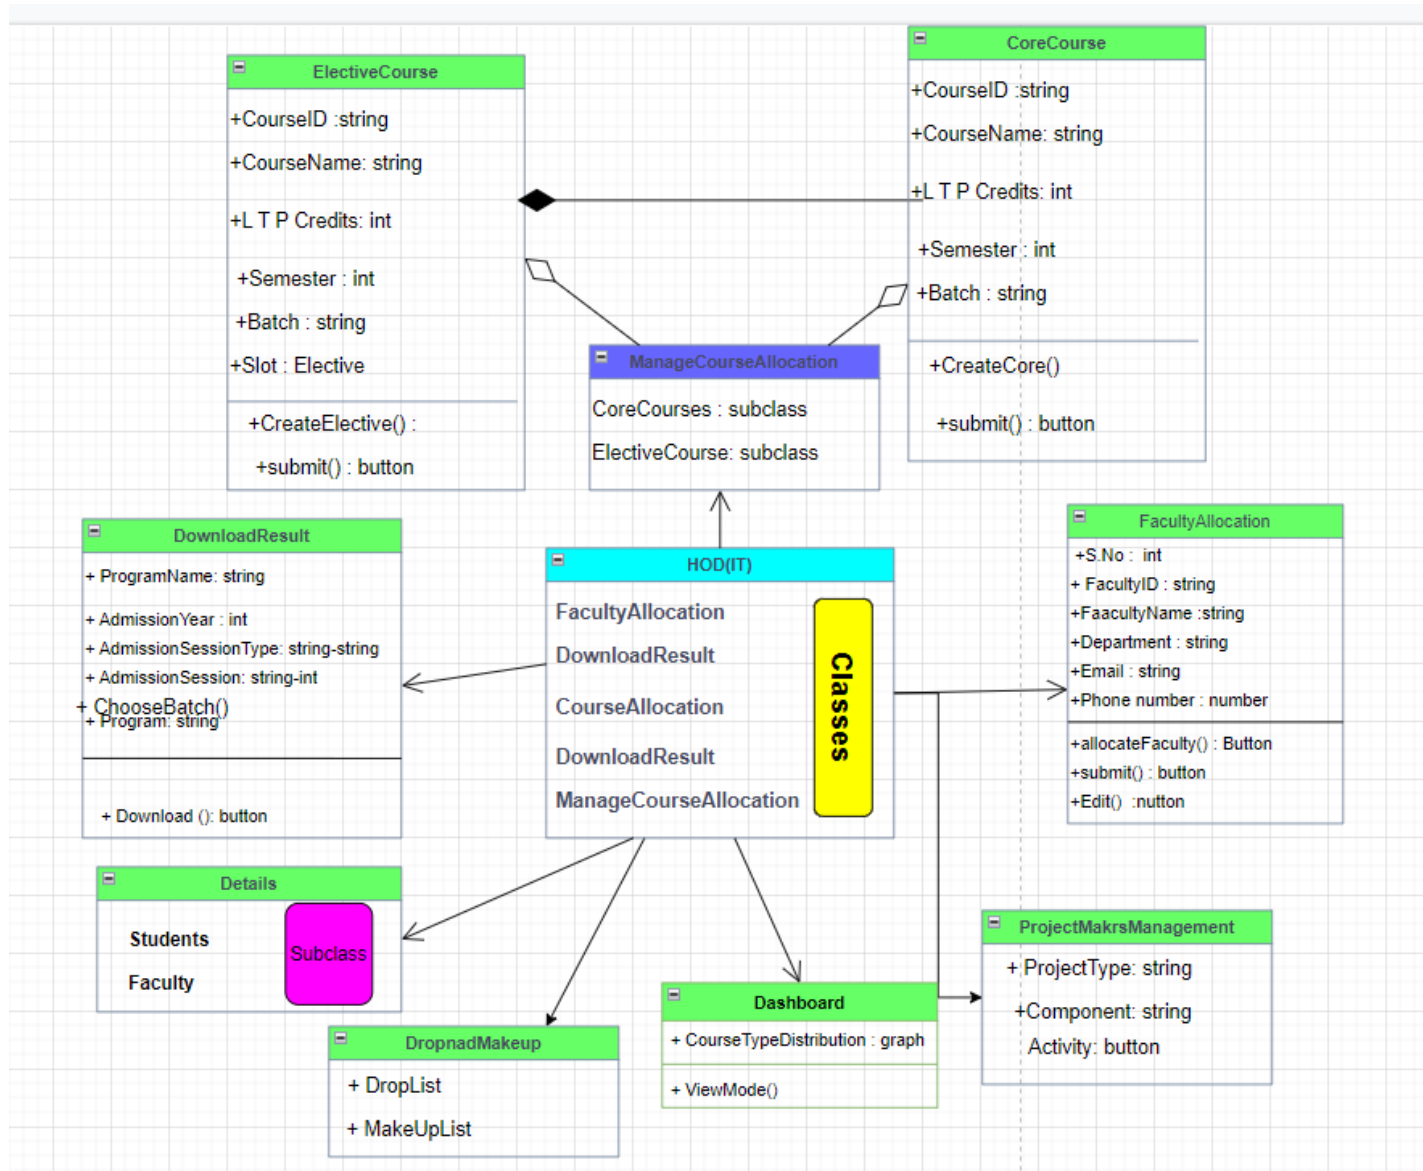 ElectiveCourse
+CourseID :string
+CourseName: string
+L T P Credits: int
+Semester : int
+Batch : string
+Slot : Elective
+CreateElective() :
+submit() : button
CoreCourse
+CourseID :string
+CourseName: string
+L T P Credits: int
+Semester : int
+Batch : string
+CreateCore()
+submit() : button
ManageCourseAllocation
CoreCourses : subclass
ElectiveCourse: subclass
DownloadResult
+ ProgramName: string
+ AdmissionYear : int
+ AdmissionSessionType: string-string
+ AdmissionSession: string-int
+ ChooseBatch()
+ Program: string
+ Download (): button
HOD(IT)
FacultyAllocation
DownloadResult
CourseAllocation
DownloadResult
ManageCourseAllocation
Classes
FacultyAllocation
+S.No : int
+ FacultyID : string
+FaacultyName :string
+Department : string
+Email : string
+Phone number : number
+allocateFaculty() : Button
+submit() : button
+Edit() :nutton
Details
Students
Faculty
Subclass
DropnadMakeup
+ DropList
+ MakeUpList
Dashboard
+ CourseTypeDistribution : graph
+ ViewMode()
ProjectMakrsManagement
+ ProjectType: string
+Component: string
Activity: button